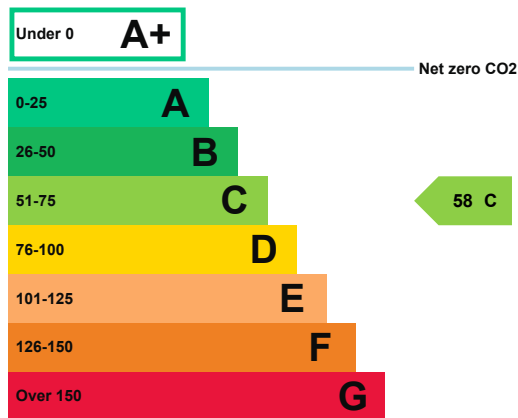 Under 0 A+
Net zero CO2
0-25 A
26-50 B
51-75 C
58 C
76-100 D
101-125 E
126-150 F
Over 150 G